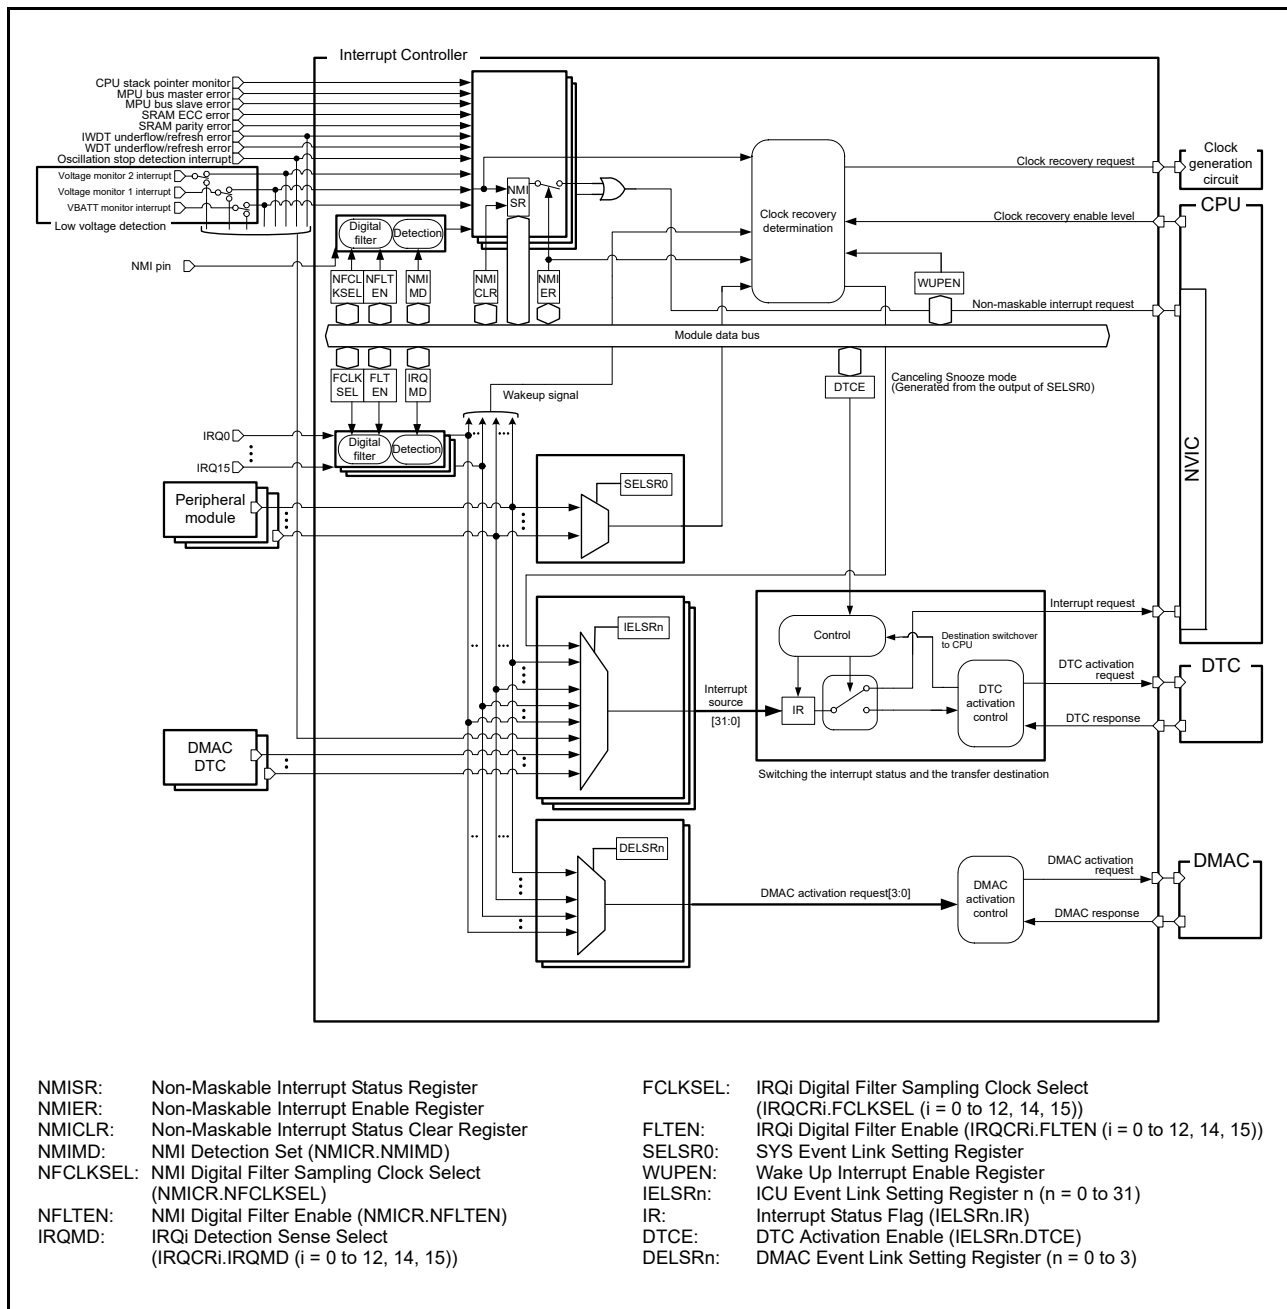 Interrupt Controller
CPU stack pointer monitor
MPU bus master error
MPU bus slave error
SRAM ECC error
SRAM parity error
IWDT underflow/refresh error
WDT underflow/refresh error
Oscillation stop detection interrupt
Voltage monitor 2 interrupt
Voltage monitor 1 interrupt
VBATT monitor interrupt
Low voltage detection
NMI pin
Digital
filter
Detection
NFCL
KSEL
NFLT
EN
NMI
MD
NMI
CLR
NMI
ER
NMI
SR
Clock recovery
determination
WUPEN
Clock recovery request
Clock recovery enable level
Non-maskable interrupt request
Clock
generation
circuit
CPU
NVIC
Module data bus
FCLK
SEL
FLT
EN
IRQ
MD
Wakeup signal
DTCE
Canceling Snooze mode
(Generated from the output of SELSR0)
IRQ0
IRQ15
Digital
filter
Detection
Peripheral
module
SELSR0
IELSRn
Interrupt
source
[31:0]
Control
IR
Destination switchover
to CPU
DTC
activation
control
Interrupt request
DTC activation
request
DTC response
DTC
Switching the interrupt status and the transfer destination
DMAC
DTC
DELSRn
DMAC activation request[3:0]
DMAC
activation
control
DMAC activation
request
DMAC response
DMAC
NMISR: Non-Maskable Interrupt Status Register
NMIER: Non-Maskable Interrupt Enable Register
NMICLR: Non-Maskable Interrupt Status Clear Register
NMIMD: NMI Detection Set (NMICR.NMIMD)
NFCLKSEL: NMI Digital Filter Sampling Clock Select
(NMICR.NFCLKSEL)
NFLTEN: NMI Digital Filter Enable (NMICR.NFLTEN)
IRQMD: IRQi Detection Sense Select
(IRQCRi.IRQMD (i = 0 to 12, 14, 15))
FCLKSEL: IRQi Digital Filter Sampling Clock Select
(IRQCRi.FCLKSEL (i = 0 to 12, 14, 15))
FLTEN: IRQi Digital Filter Enable (IRQCRi.FLTEN (i = 0 to 12, 14, 15))
SELSR0: SYS Event Link Setting Register
WUPEN: Wake Up Interrupt Enable Register
IELSRn: ICU Event Link Setting Register n (n = 0 to 31)
IR: Interrupt Status Flag (IELSRn.IR)
DTCE: DTC Activation Enable (IELSRn.DTCE)
DELSRn: DMAC Event Link Setting Register (n = 0 to 3)